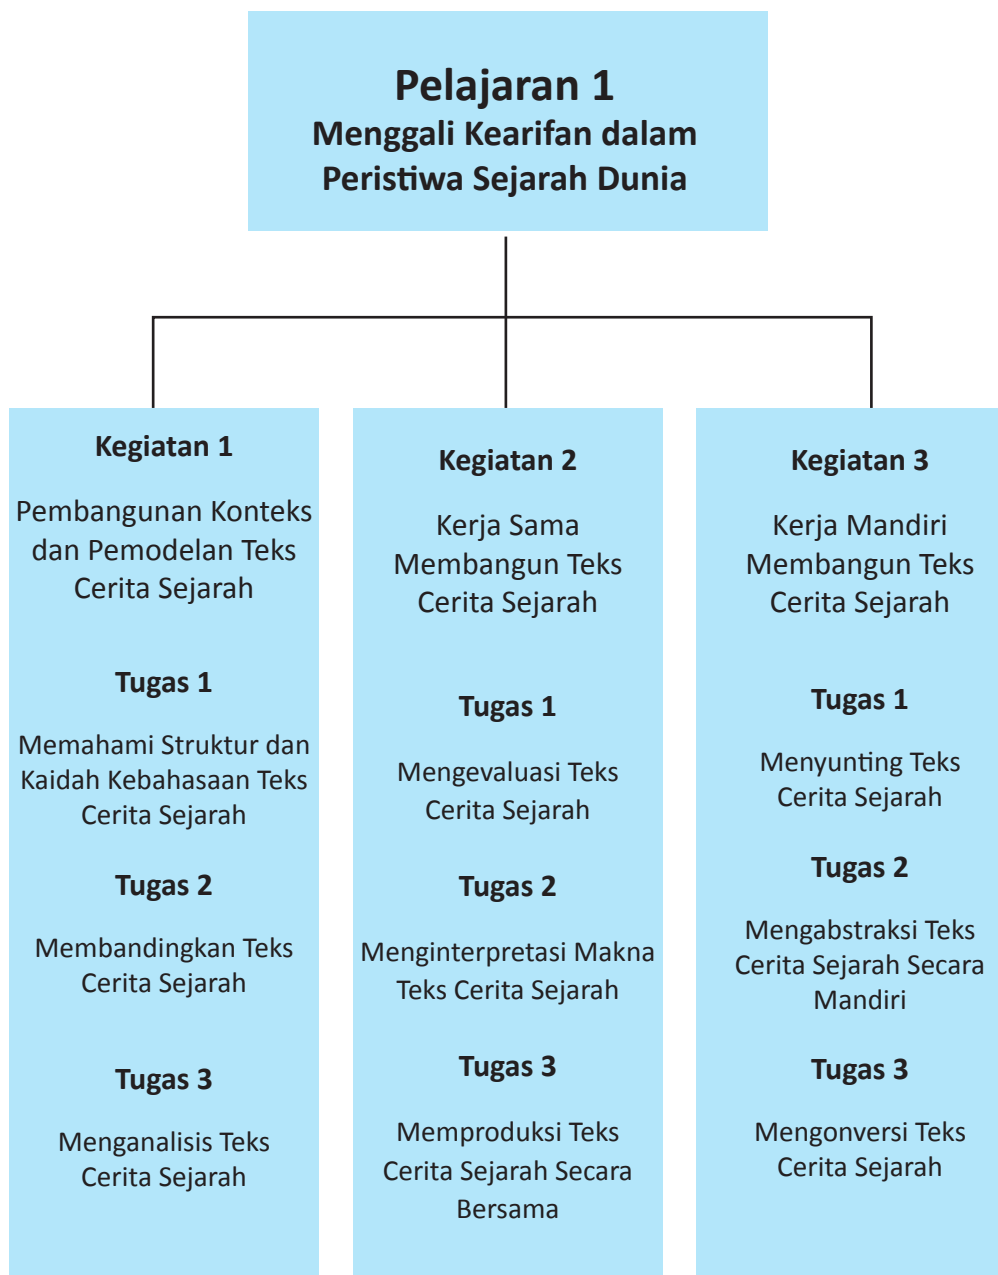 Pelajaran 1
Menggali Kearifan dalam
Peristiwa Sejarah Dunia
Kegiatan 1
Pembangunan Konteks
dan Pemodelan Teks
Cerita Sejarah
Tugas 1
Memahami Struktur dan
Kaidah Kebahasaan Teks
Cerita Sejarah
Tugas 2
Membandingkan Teks
Cerita Sejarah
Tugas 3
Menganalisis Teks
Cerita Sejarah
Kegiatan 2
Kerja Sama
Membangun Teks
Cerita Sejarah
Tugas 1
Mengevaluasi Teks
Cerita Sejarah
Tugas 2
Menginterpretasi Makna
Teks Cerita Sejarah
Tugas 3
Memproduksi Teks
Cerita Sejarah Secara
Bersama
Kegiatan 3
Kerja Mandiri
Membangun Teks
Cerita Sejarah
Tugas 1
Menyunting Teks
Cerita Sejarah
Tugas 2
Mengabstraksi Teks
Cerita Sejarah Secara
Mandiri
Tugas 3
Mengonversi Teks
Cerita Sejarah